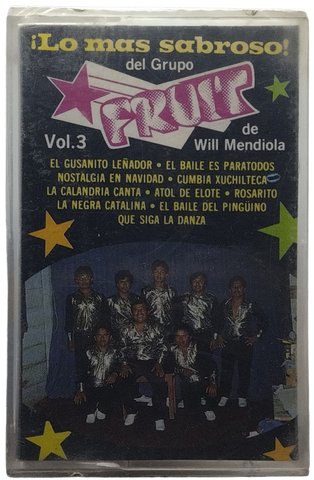 ¡Lo mas sabroso!
del Grupo
FRUIT
Vol.3
de
Will Mendiola
EL GUSANITO LEÑADOR • EL BAILE ES PARATODOS
NOSTALGIA EN NAVIDAD • CUMBIA XUCHILTECA
LA CALANDRIA CANTA • ATOL DE ELOTE • ROSARITO
LA NEGRA CATALINA • EL BAILE DEL PINGÜINO
QUE SIGA LA DANZA